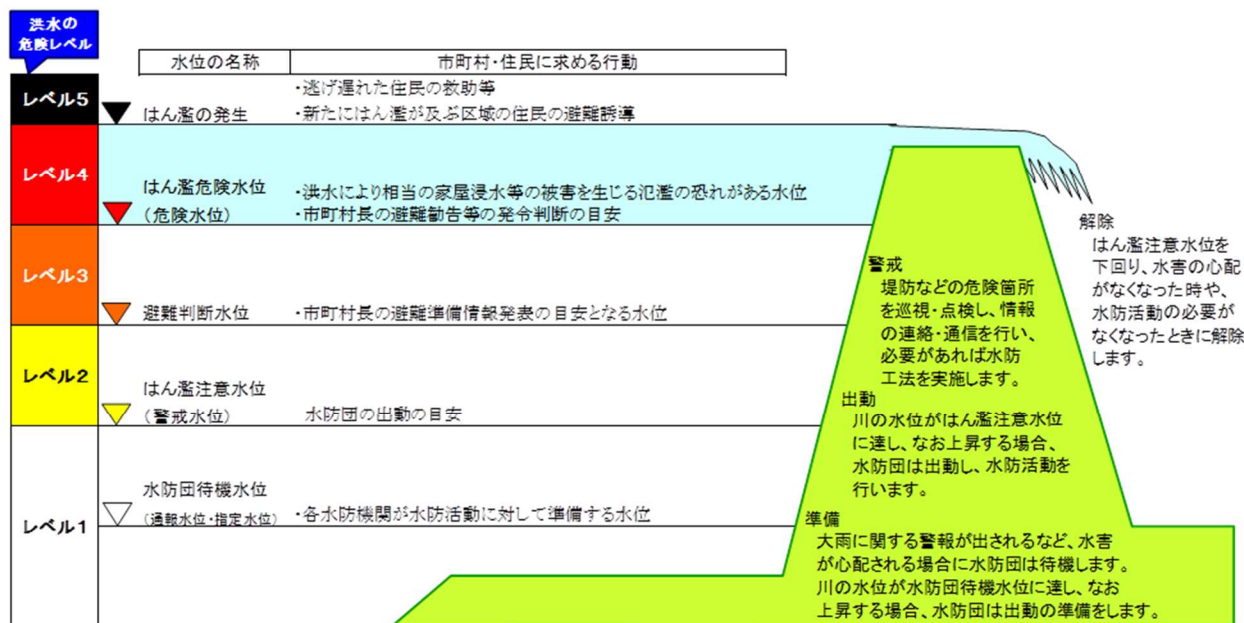 洪水の
危険レベル
水位の名称
市町村・住民に求める行動
レベル5
はん濫の発生
・逃げ遅れた住民の救助等
・新たにはん濫が及ぶ区域の住民の避難誘導
レベル4
はん濫危険水位
(危険水位)
・洪水により相当の家屋浸水等の被害を生じる氾濫の恐れがある水位
・市町村長の避難勧告等の発令判断の目安
レベル3
避難判断水位
・市町村長の避難準備情報発表の目安となる水位
レベル2
はん濫注意水位
(警戒水位)
水防団の出動の目安
レベル1
水防団待機水位
(通報水位・指定水位)
・各水防機関が水防活動に対して準備する水位
解除
はん濫注意水位を
下回り、水害の心配
がなくなった時や、
水防活動の必要が
なくなったときに解除
します。
警戒
堤防などの危険箇所
を巡視・点検し、情報
の連絡・通信を行い、
必要があれば水防
工法を実施します。
出動
川の水位がはん濫注意水位
に達し、なお上昇する場合、
水防団は出動し、水防活動を
行います。
準備
大雨に関する警報が出されるなど、水害
が心配される場合に水防団は待機します。
川の水位が水防団待機水位に達し、なお
上昇する場合、水防団は出動の準備をします。